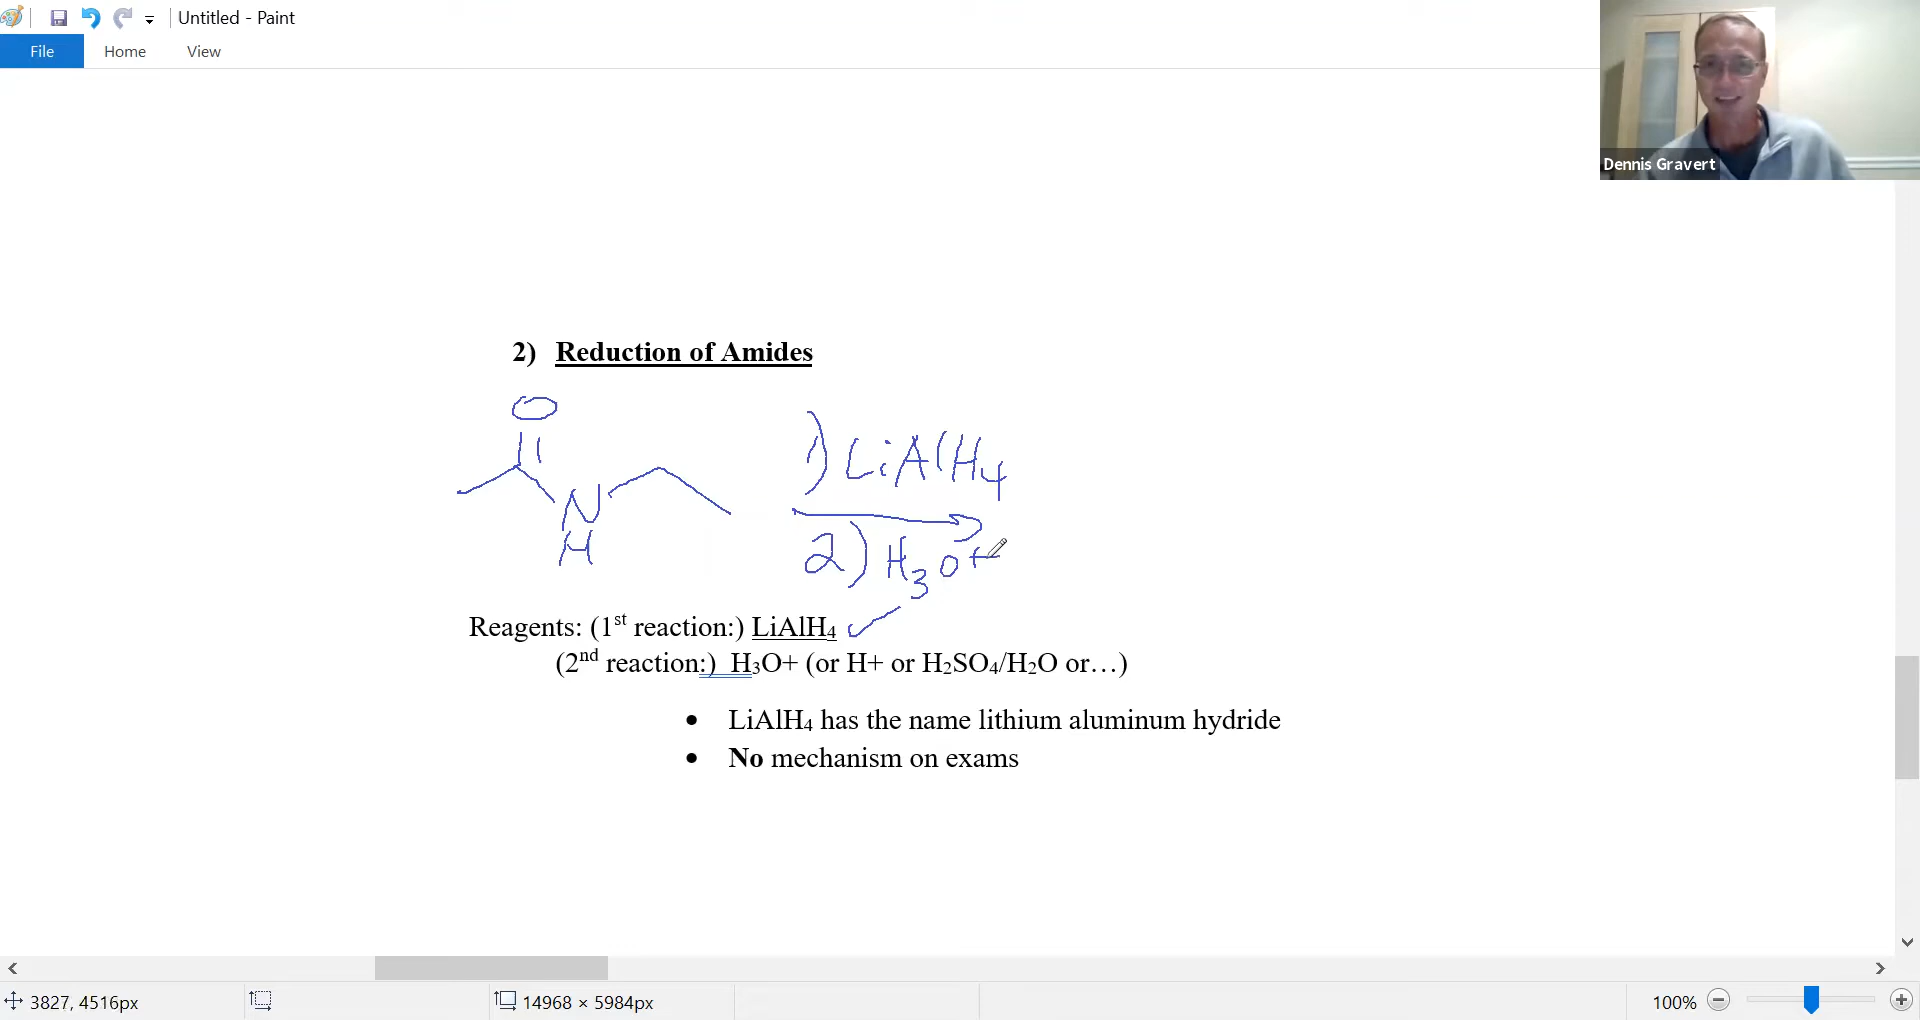 Untitled - Paint
File Home View
Dennis Gravert
2) Reduction of Amides
O
N
H
1) LiAlH4
2) H3O+
Reagents: (1st reaction:) LiAlH4
(2nd reaction:) H3O+ (or H+ or H2SO4/H2O or…)
• LiAlH4 has the name lithium aluminum hydride
• No mechanism on exams
3827, 4516px
14968 × 5984px
100%